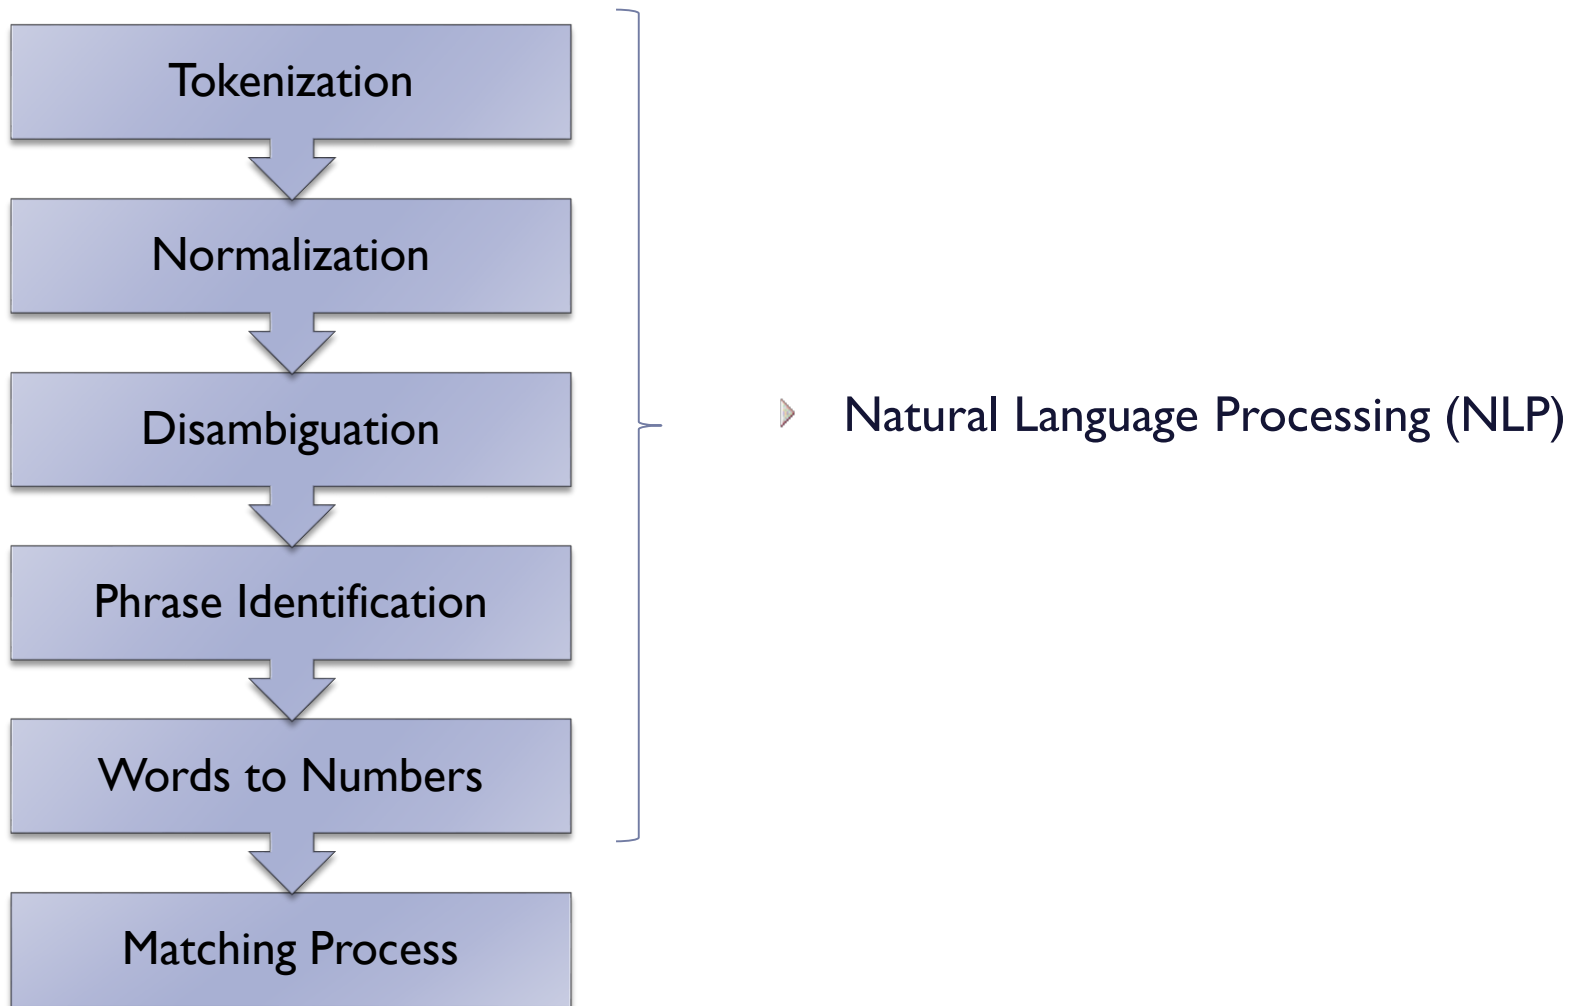 Tokenization
Normalization
Disambiguation
Phrase Identification
Words to Numbers
Matching Process
Natural Language Processing (NLP)